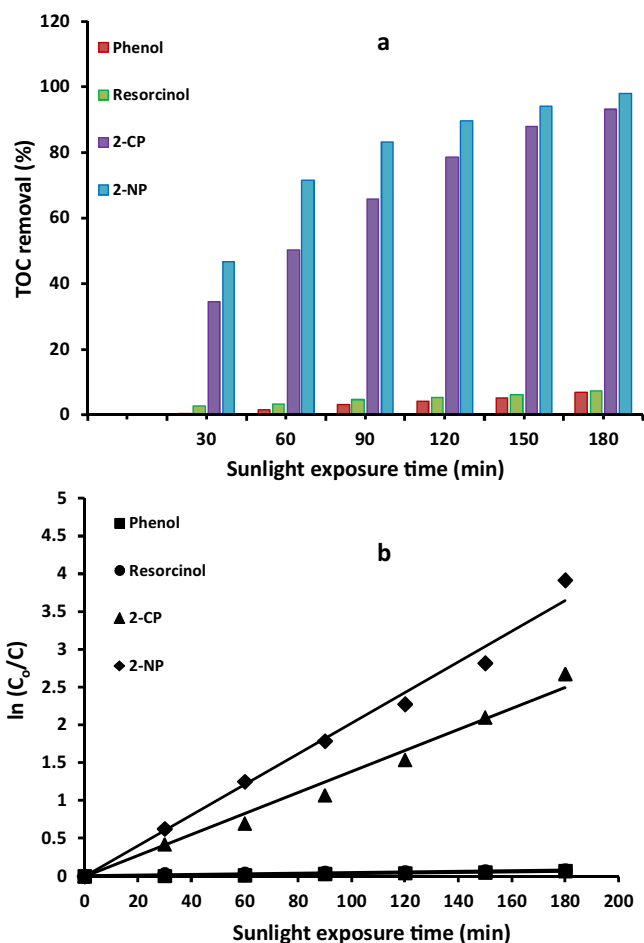 a
Phenol
Resorcinol
2-CP
2-NP
TOC removal (%)
120
100
80
60
40
20
0
30 60 90 120 150 180
Sunlight exposure time (min)
b
Phenol
Resorcinol
2-CP
2-NP
ln (Co/C)
5
4.5
4
3.5
3
2.5
2
1.5
1
0.5
0
0 20 40 60 80 100 120 140 160 180 200
Sunlight exposure time (min)